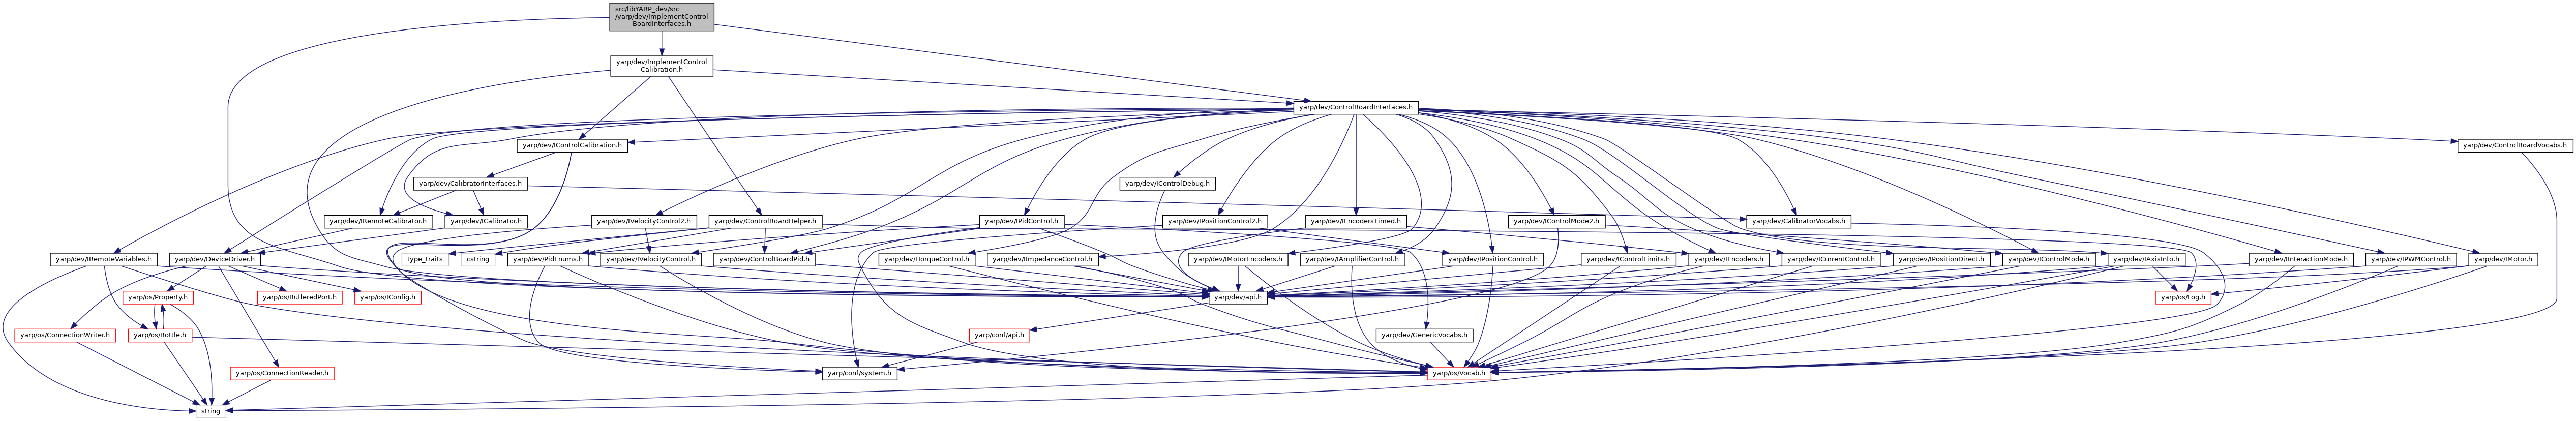 src/libYARP_dev/src
/yarp/dev/ImplementControl
BoardInterfaces.h
yarp/dev/ImplementControl
Calibration.h
yarp/dev/ControlBoardInterfaces.h
yarp/dev/IControlCalibration.h
yarp/dev/ControlBoardVocabs.h
yarp/dev/CalibratorInterfaces.h
yarp/dev/IControlDebug.h
yarp/dev/IRemoteCalibrator.h
yarp/dev/ICalibrator.h
yarp/dev/IVelocityControl2.h
yarp/dev/ControlBoardHelper.h
yarp/dev/IPidControl.h
yarp/dev/IPositionControl2.h
yarp/dev/IEncodersTimed.h
yarp/dev/IControlMode2.h
yarp/dev/CalibratorVocabs.h
yarp/dev/IRemoteVariables.h
yarp/dev/DeviceDriver.h
type_traits
cstring
yarp/dev/PidEnums.h
yarp/dev/IVelocityControl.h
yarp/dev/ControlBoardPid.h
yarp/dev/ITorqueControl.h
yarp/dev/IImpedanceControl.h
yarp/dev/IMotorEncoders.h
yarp/dev/IAmplifierControl.h
yarp/dev/IPositionControl.h
yarp/dev/IControlLimits.h
yarp/dev/IEncoders.h
yarp/dev/ICurrentControl.h
yarp/dev/IPositionDirect.h
yarp/dev/IControlMode.h
yarp/dev/IAxisInfo.h
yarp/dev/IInteractionMode.h
yarp/dev/IPWMControl.h
yarp/dev/IMotor.h
yarp/os/Property.h
yarp/os/BufferedPort.h
yarp/os/IConfig.h
yarp/dev/api.h
yarp/os/Log.h
yarp/os/ConnectionWriter.h
yarp/os/Bottle.h
yarp/conf/api.h
yarp/dev/GenericVocabs.h
yarp/os/ConnectionReader.h
yarp/conf/system.h
yarp/os/Vocab.h
string